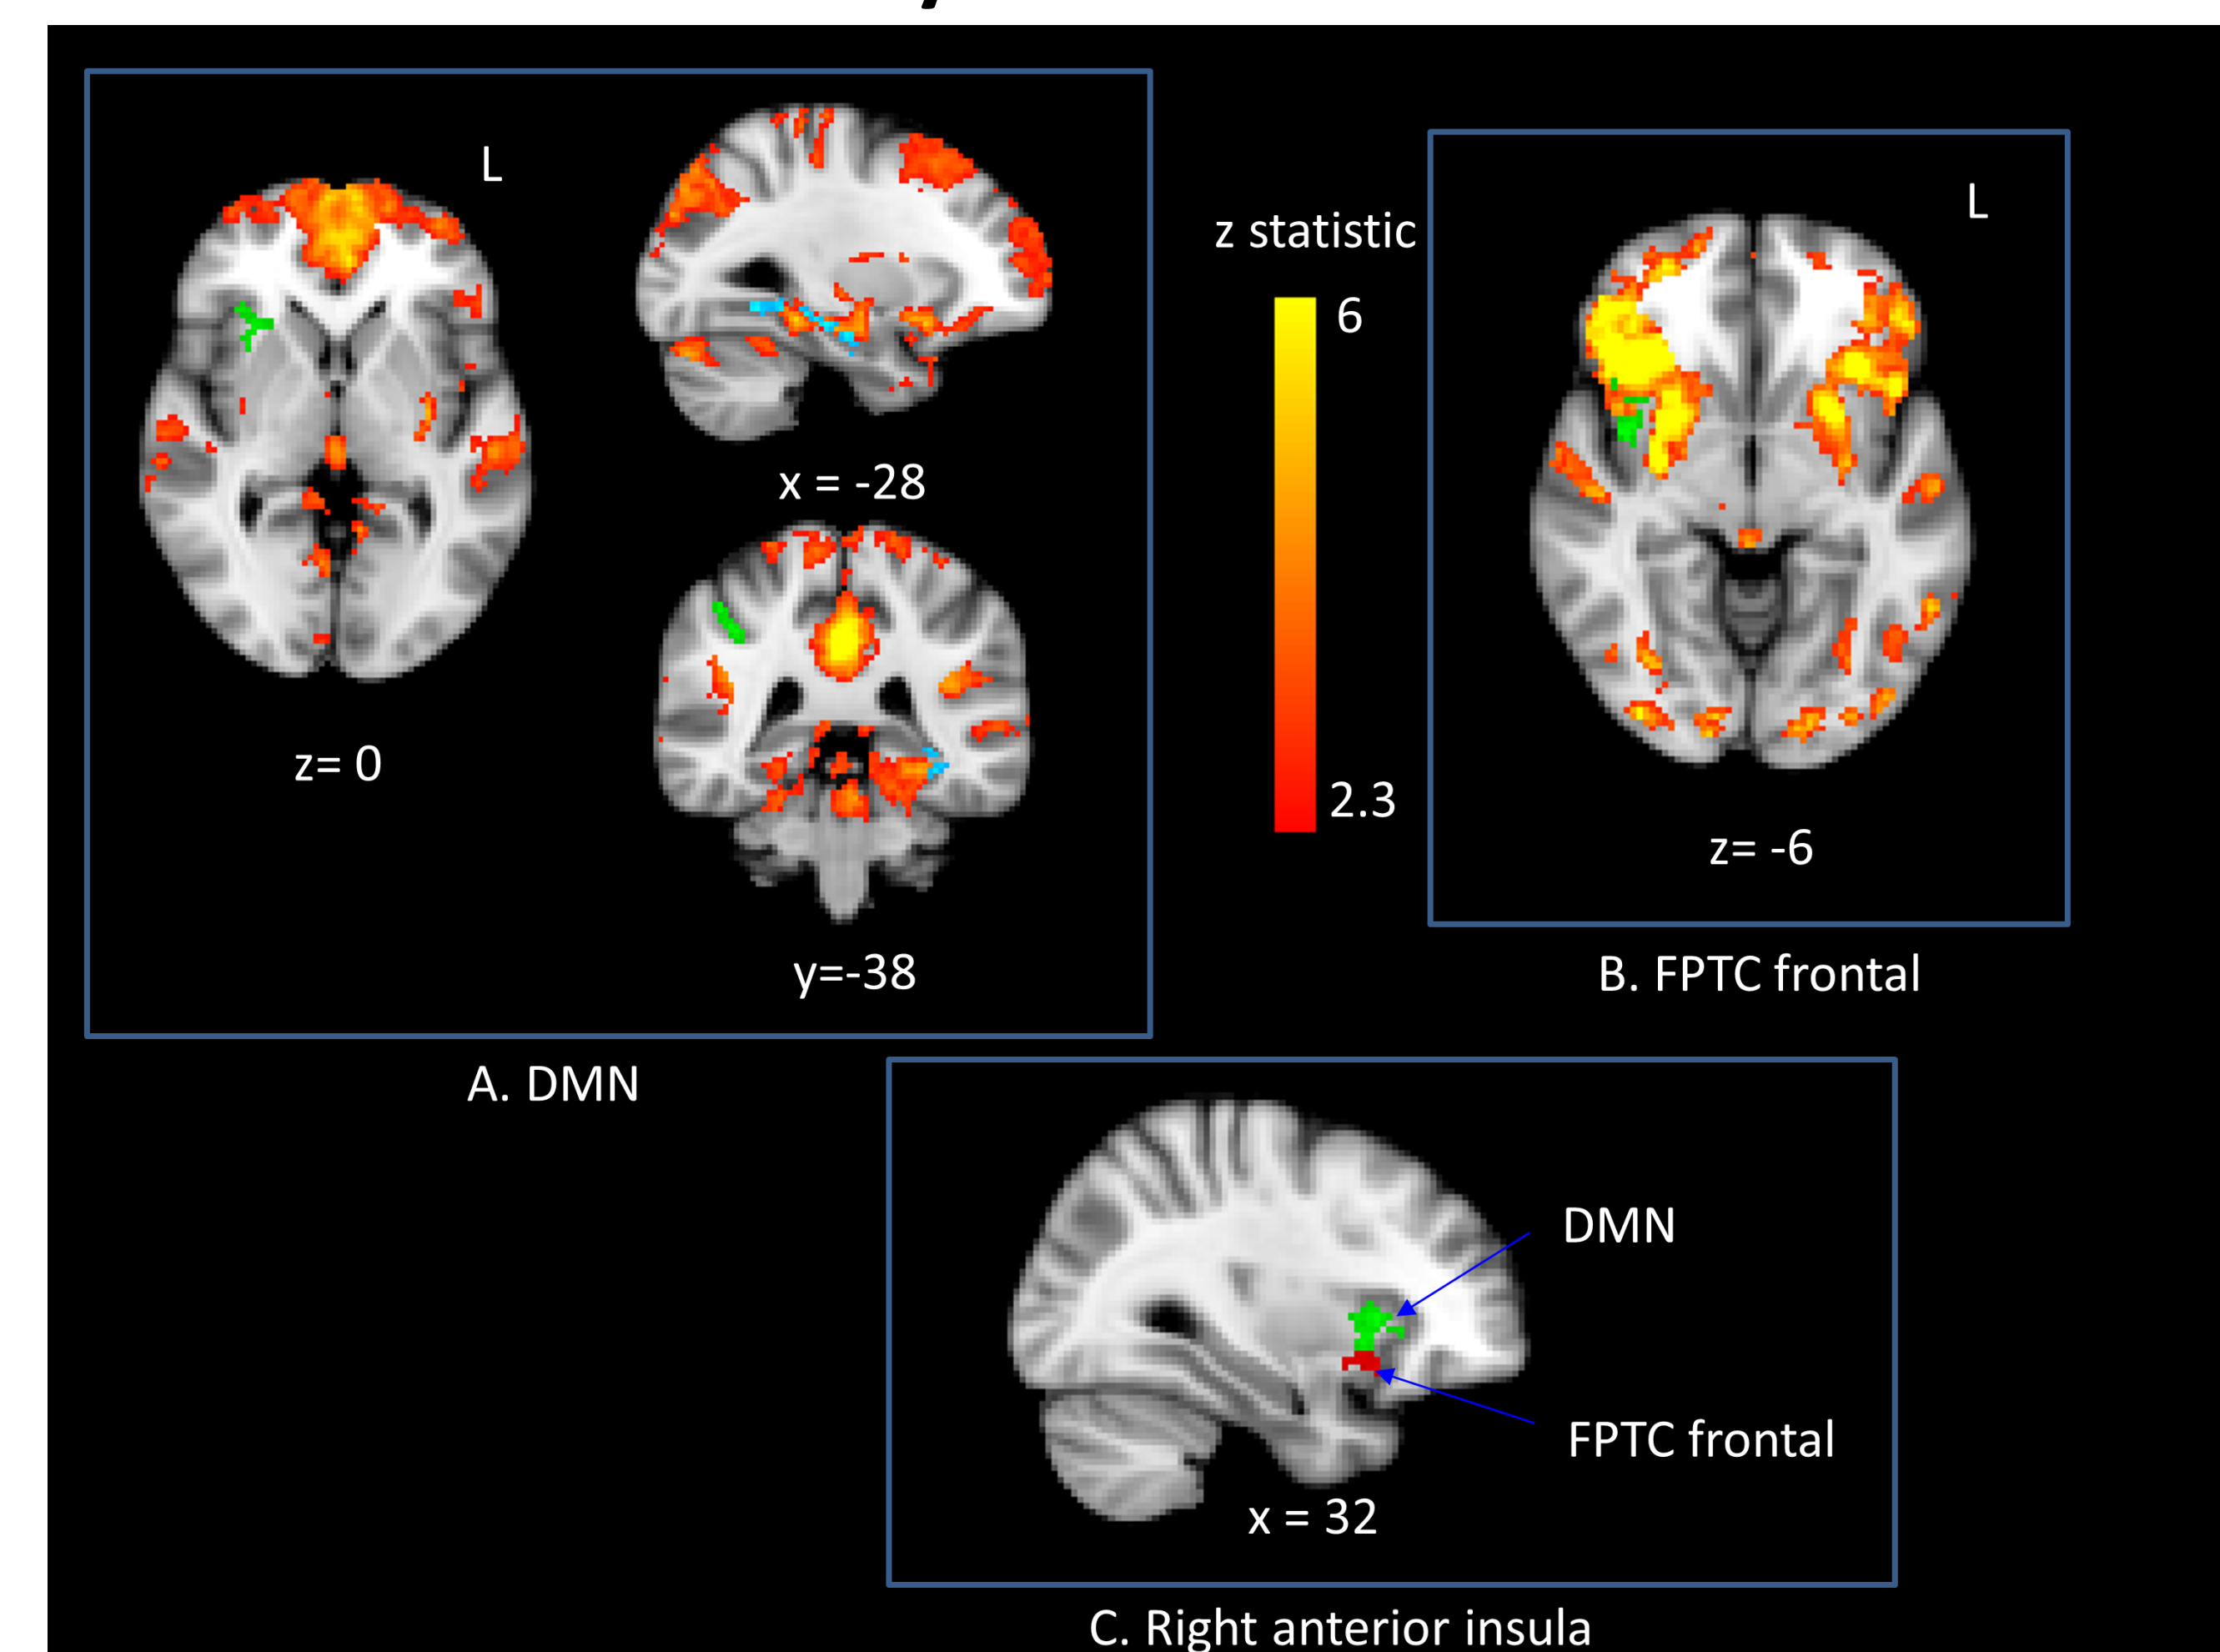 L
x = -28
z= 0
y=-38
A. DMN
z statistic
6
2.3
L
z= -6
B. FPTC frontal
DMN
FPTC frontal
x = 32
C. Right anterior insula